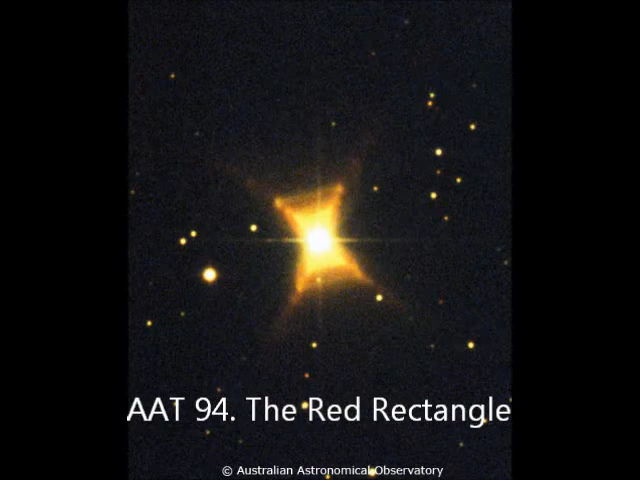 AAT 94. The Red Rectangle
© Australian Astronomical Observatory